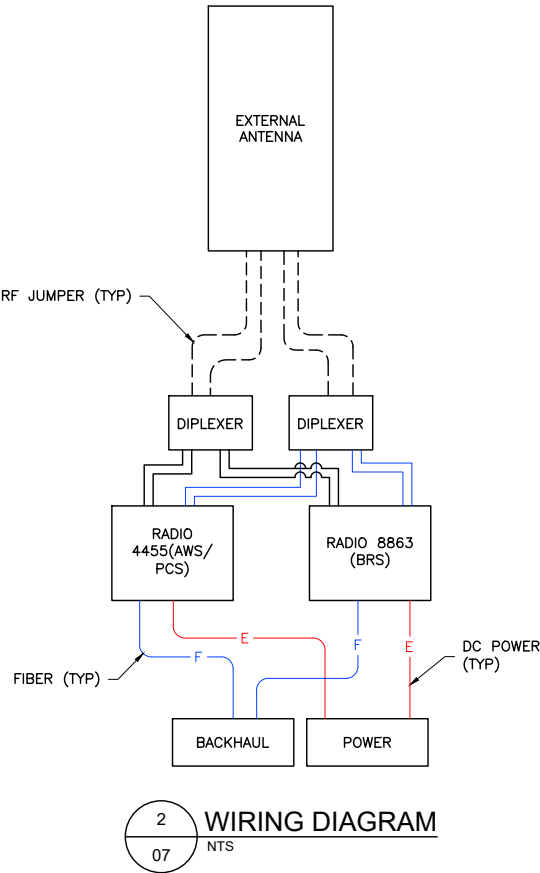 EXTERNAL
ANTENNA
RF JUMPER (TYP)
DIPLEXER
DIPLEXER
RADIO
4455(AWS/
PCS)
RADIO 8863
(BRS)
E
F
F
E
DC POWER
(TYP)
FIBER (TYP)
BACKHAUL
POWER
2
07
WIRING DIAGRAM
NTS